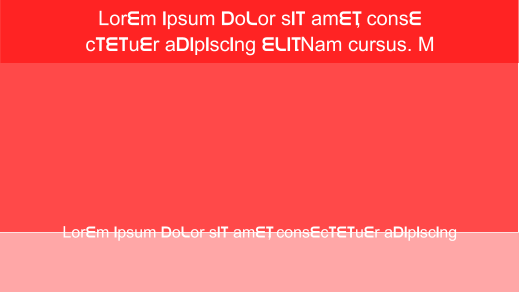 LorEm Ipsum DoLor sIT amET, consE
cTETuEr aDIpIscIng ELITNam cursus. M
LorEm Ipsum DoLor sIT amET, consEcTETuEr aDIpIscIng